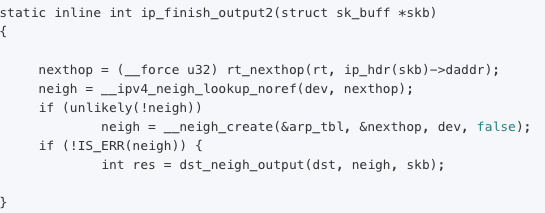 static inline int ip_finish_output2(struct sk_buff *skb)
{
nexthop = (__force u32) rt_nexthop(rt, ip_hdr(skb)->daddr);
neigh = __ipv4_neigh_lookup_noref(dev, nexthop);
if (unlikely(!neigh))
neigh = __neigh_create(&arp_tbl, &nexthop, dev, false);
if (!IS_ERR(neigh)) {
int res = dst_neigh_output(dst, neigh, skb);
}